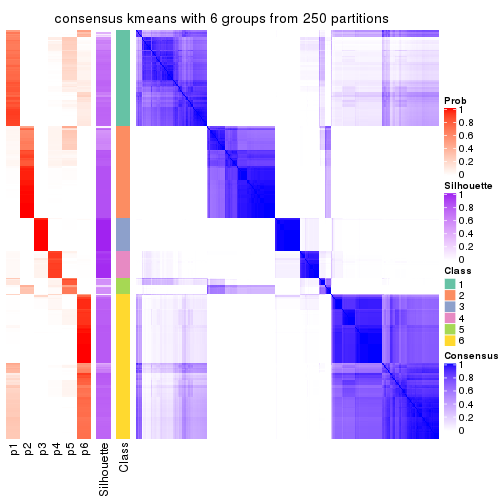 consensus kmeans with 6 groups from 250 partitions
Prob
1
0.8
0.6
0.4
0.2
0
Silhouette
1
0.8
0.6
0.4
0.2
0
Class
1
2
3
4
5
6
Consensus
1
0.8
0.6
0.4
0.2
0
p1
p2
p3
p4
p5
p6
Silhouette
Class